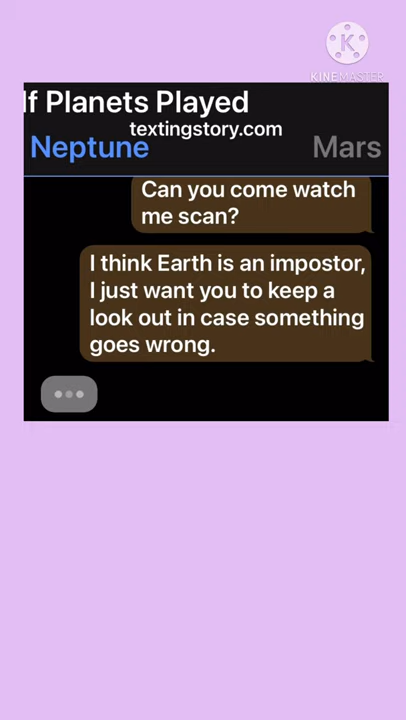 K
KINEMASTER
If Planets Played
textingstory.com
Neptune Mars
Can you come watch
me scan?
I think Earth is an impostor,
I just want you to keep a
look out in case something
goes wrong.